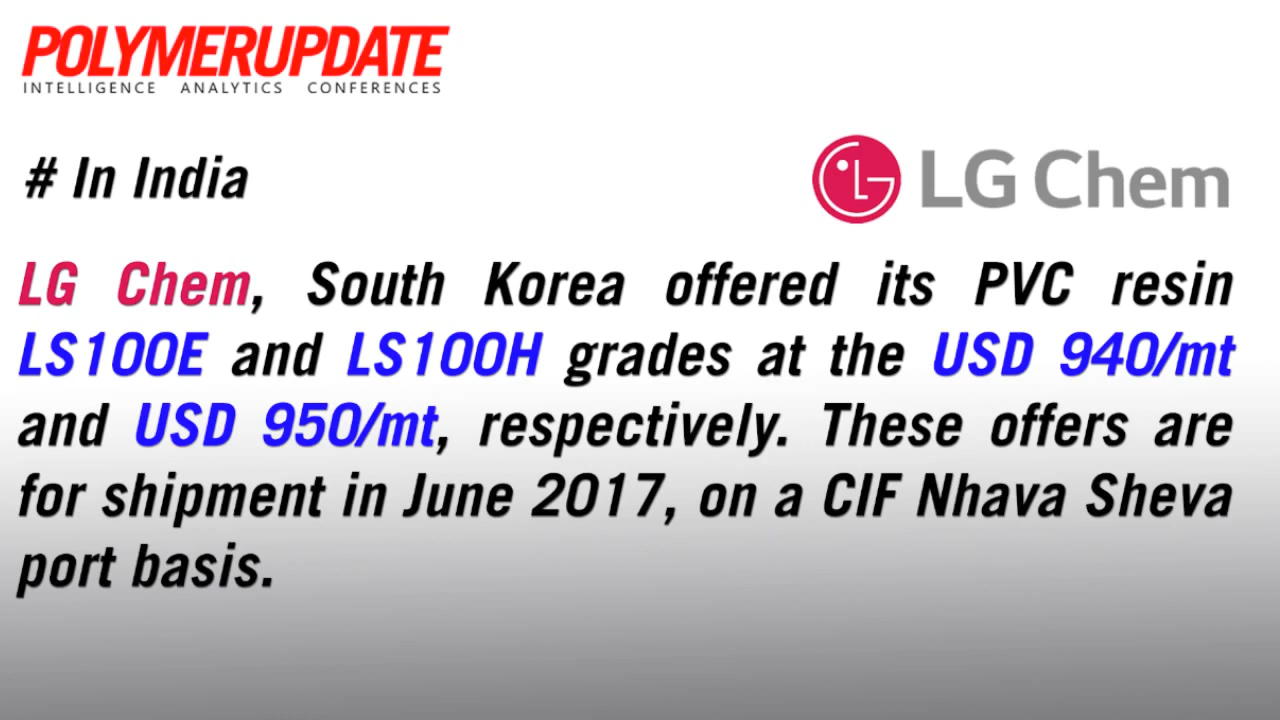 POLYMERUPDATE
INTELLIGENCE ANALYTICS CONFERENCES
# In India
LG Chem
LG Chem, South Korea offered its PVC resin
LS100E and LS100H grades at the USD 940/mt
and USD 950/mt, respectively. These offers are
for shipment in June 2017, on a CIF Nhava Sheva
port basis.